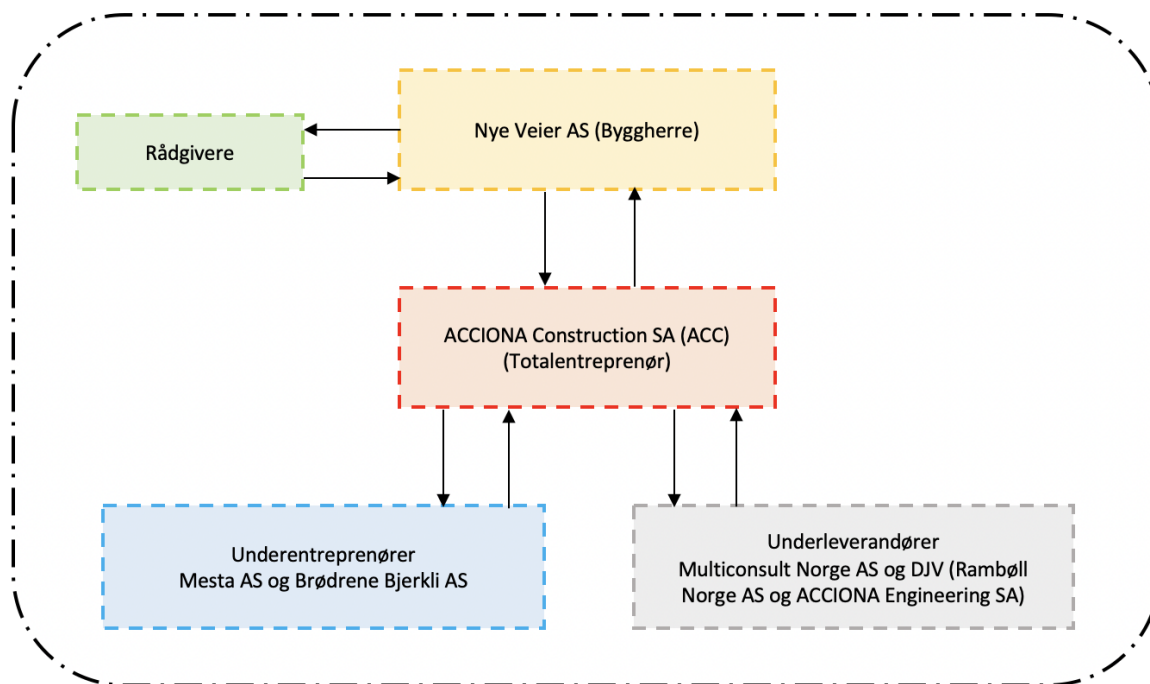 Nye Veier AS (Byggherre)
Rådgivere
ACCIONA Construction SA (ACC)
(Totalentreprenør)
Underentreprenører
Mesta AS og Brødrene Bjerkli AS
Underleverandører
Multiconsult Norge AS og DJV (Rambøll
Norge AS og ACCIONA Engineering SA)